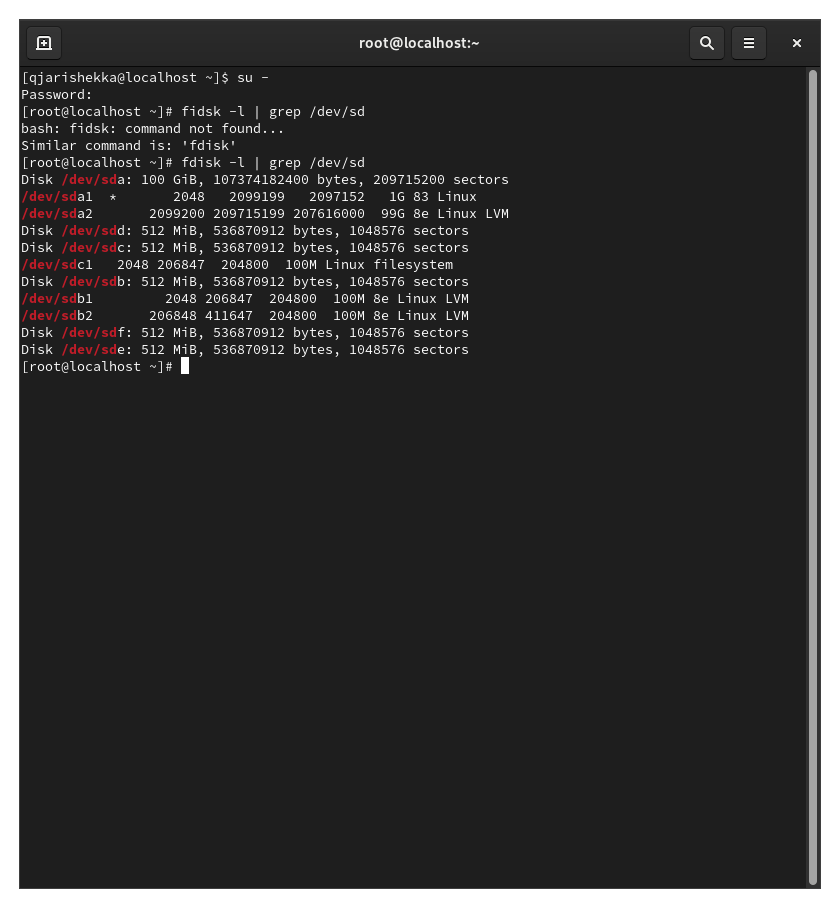 root@localhost:~
[qjarishekka@localhost ~]$ su -
Password:
[root@localhost ~]# fidsk -l | grep /dev/sd
bash: fidsk: command not found...
Similar command is: 'fdisk'
[root@localhost ~]# fdisk -l | grep /dev/sd
Disk /dev/sda: 100 GiB, 107374182400 bytes, 209715200 sectors
/dev/sda1  *       2048   2099199   2097152   1G 83 Linux
/dev/sda2       2099200 209715199 207616000  99G 8e Linux LVM
Disk /dev/sdd: 512 MiB, 536870912 bytes, 1048576 sectors
Disk /dev/sdc: 512 MiB, 536870912 bytes, 1048576 sectors
/dev/sdc1   2048 206847  204800  100M Linux filesystem
Disk /dev/sdb: 512 MiB, 536870912 bytes, 1048576 sectors
/dev/sdb1         2048 206847  204800  100M 8e Linux LVM
/dev/sdb2       206848 411647  204800  100M 8e Linux LVM
Disk /dev/sdf: 512 MiB, 536870912 bytes, 1048576 sectors
Disk /dev/sde: 512 MiB, 536870912 bytes, 1048576 sectors
[root@localhost ~]#